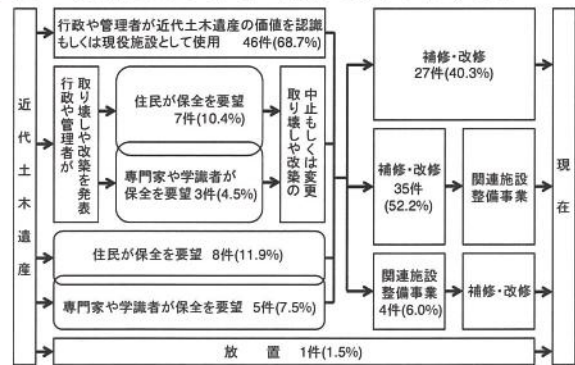 近代土木遺産
行政や管理者が近代土木遺産の価値を認識
もしくは現役施設として使用 46件(68.7%)
行政や管理者が
取り壊しや改築を発表
住民が保全を要望
7件(10.4%)
専門家や学識者が
保全を要望 3件(4.5%)
取り壊しや改築の
中止もしくは変更
住民が保全を要望 8件(11.9%)
専門家や学識者が保全を要望 5件(7.5%)
放置 1件(1.5%)
補修・改修
27件(40.3%)
補修・改修
35件
(52.2%)
関連施設
整備事業
関連施設
整備事業
4件(6.0%)
補修・改修
現在